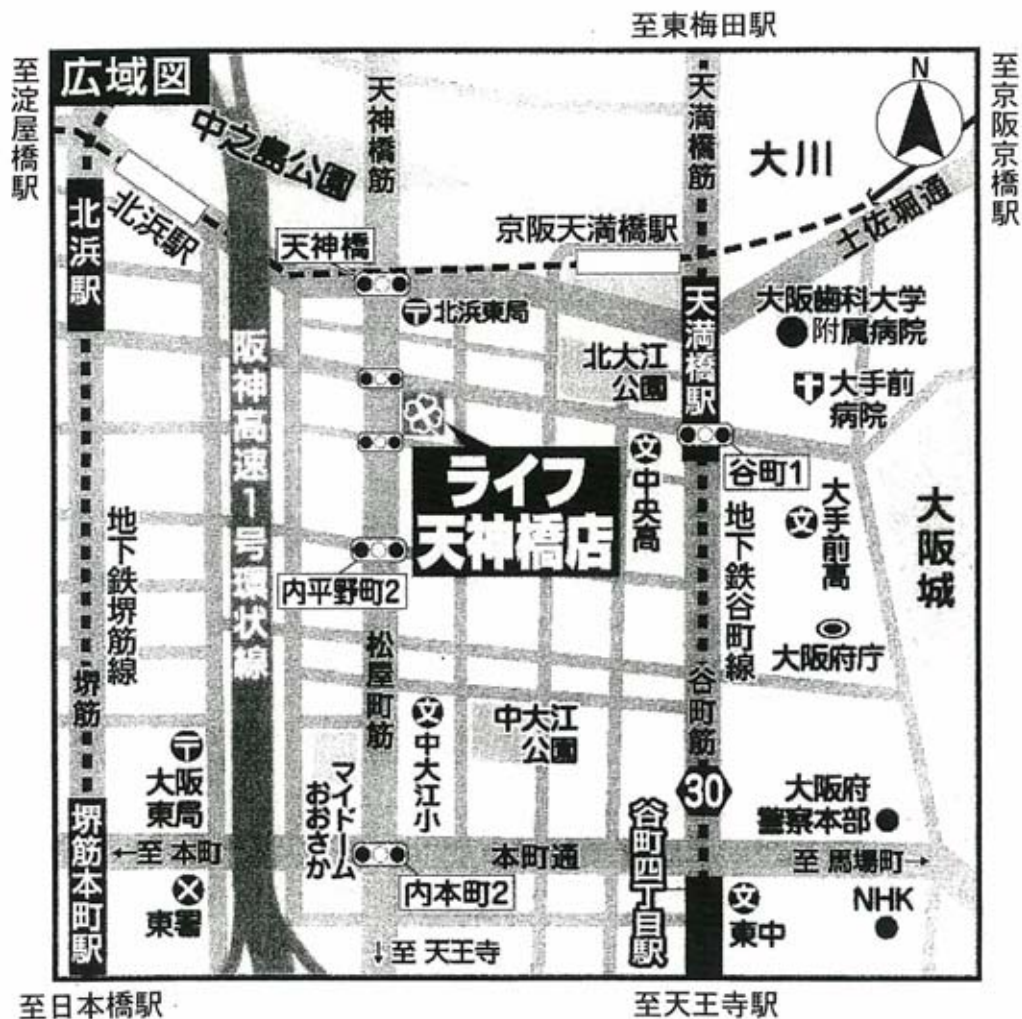 至東梅田駅
至淀屋橋駅
広域図
天神橋筋
天満橋筋
N
至京阪京橋駅
中之島公園
大川
北浜駅
北浜駅
天神橋
京阪天満橋駅
土佐堀通
〒北浜東局
天満橋駅
大阪歯科大学
附属病院
北大江
公園
大手前
病院
阪神高速1号環状線
ライフ
天神橋店
文中央高
谷町1
文大手前高
大阪城
地下鉄堺筋線
内平野町2
地下鉄谷町線
大阪府庁
堺筋
松屋町筋
文中大江小
中大江
公園
谷町筋
〒
大阪
東局
マイドーム
おおさか
30
大阪府
警察本部
堺筋本町駅
←至 本町
本町通
谷町四丁目駅
至 馬場町→
東署
内本町2
文
東中
NHK
↓至 天王寺
至日本橋駅
至天王寺駅